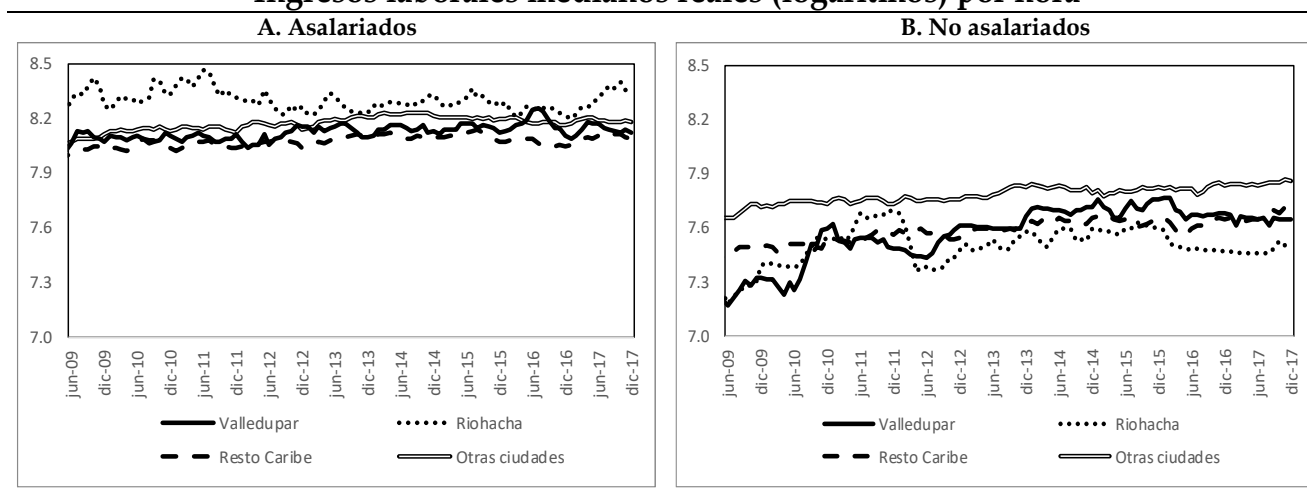 Ingresos laborales medianos reales (logaritmos) por hora
A. Asalariados
B. No asalariados
8.5
8.2
7.9
7.6
7.3
7.0
jun-09
dic-09
jun-10
dic-10
jun-11
dic-11
jun-12
dic-12
jun-13
dic-13
jun-14
dic-14
jun-15
dic-15
jun-16
dic-16
jun-17
dic-17
Valledupar
Riohacha
Resto Caribe
Otras ciudades
8.5
8.2
7.9
7.6
7.3
7.0
jun-09
dic-09
jun-10
dic-10
jun-11
dic-11
jun-12
dic-12
jun-13
dic-13
jun-14
dic-14
jun-15
dic-15
jun-16
dic-16
jun-17
dic-17
Valledupar
Riohacha
Resto Caribe
Otras ciudades